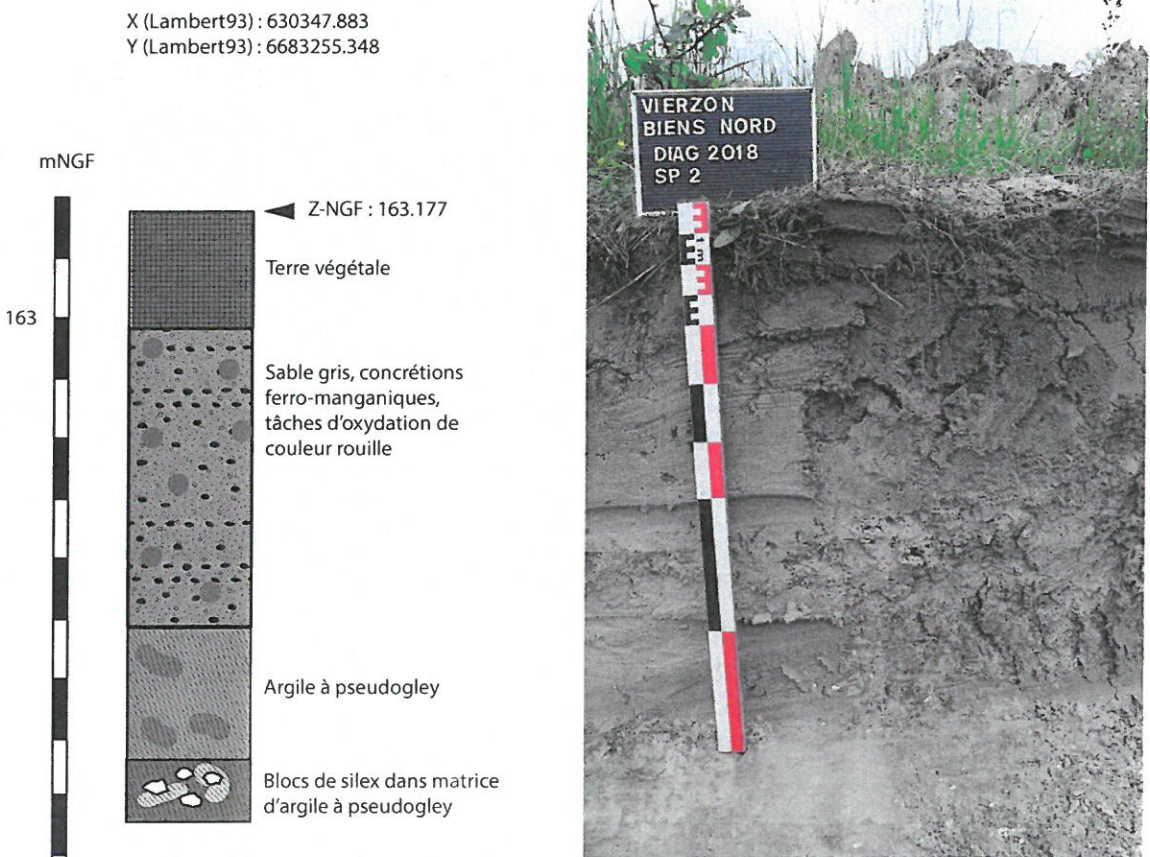 X (Lambert93) : 630347.883
Y (Lambert93) : 6683255.348
mNGF
Z-NGF : 163.177
Terre végétale
163
Sable gris, concrétions
ferro-manganiques,
tâches d'oxydation de
couleur rouille
Argile à pseudogley
Blocs de silex dans matrice
d'argile à pseudogley
VIERZON
BIENS NORD
DIAG 2018
SP 2
1m